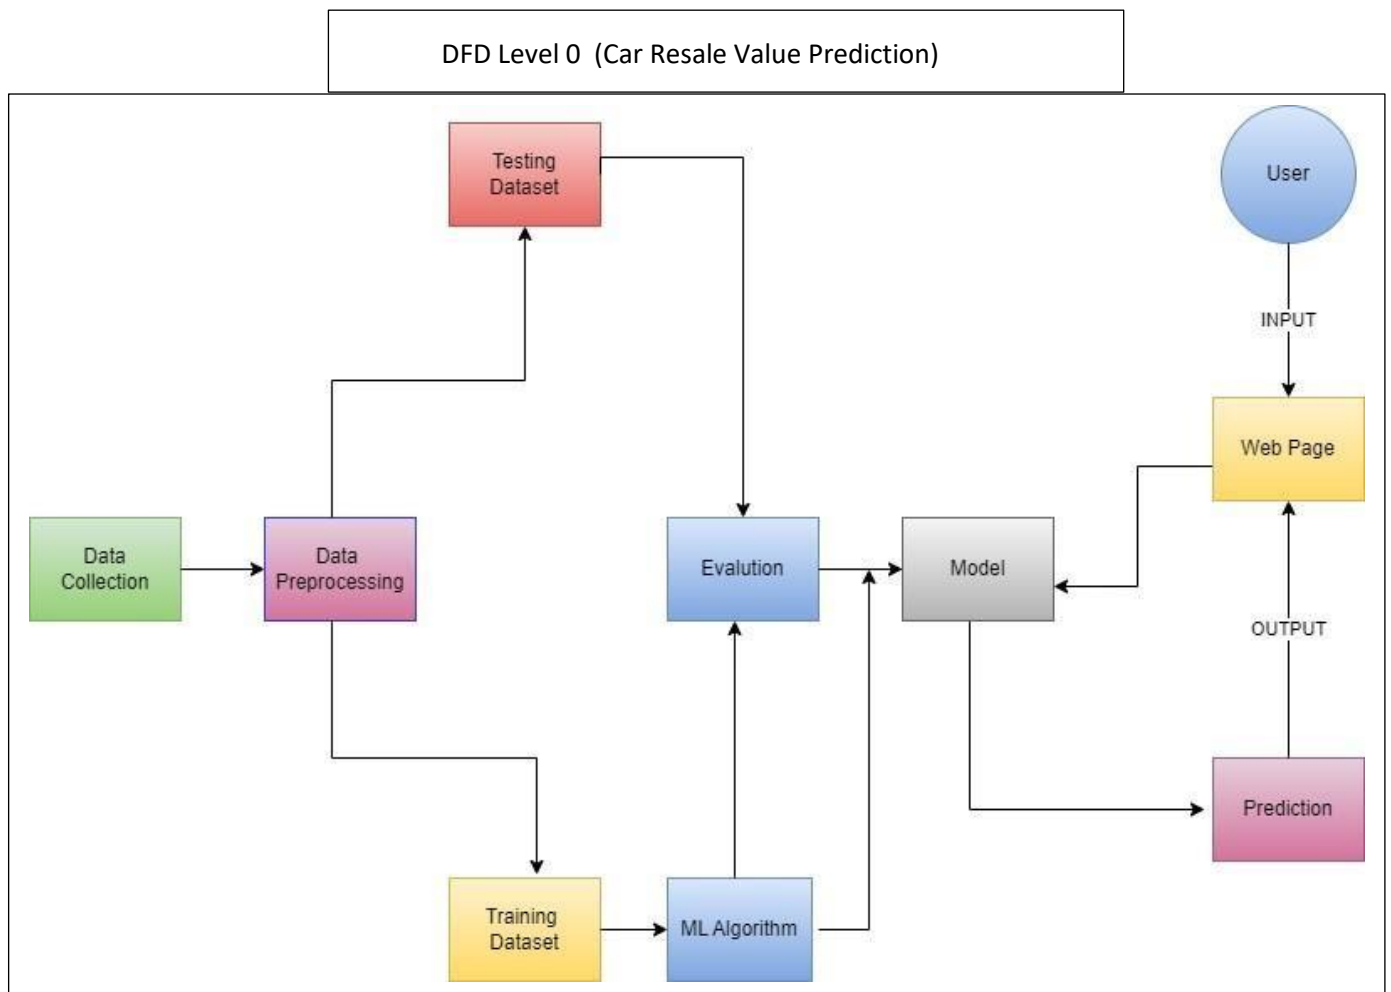 DFD Level 0  (Car Resale Value Prediction)
Testing
Dataset
User
INPUT
Web Page
Data
Collection
Data
Preprocessing
Evalution
Model
OUTPUT
Prediction
Training
Dataset
ML Algorithm